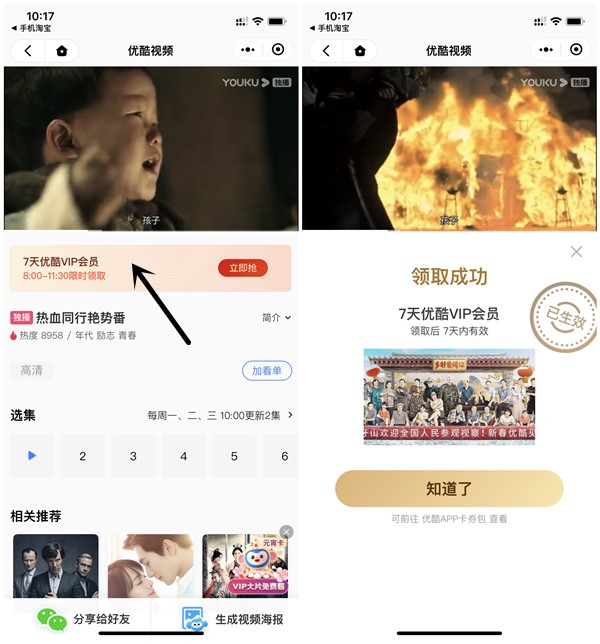 10:17
◀ 手机淘宝
优酷视频
YOUKU 独播
孩子
7天优酷VIP会员
8:00-11:30限时领取
立即抢
独播 热血同行艳势番
简介
热度 8958 / 年代 励志 青春
高清
加看单
选集
每周一、二、三 10:00更新2集
2 3 4 5 6
相关推荐
元宵卡
VIP大片免费看
分享给好友
生成视频海报
10:17
◀ 手机淘宝
优酷视频
YOUKU 独播
孩子
领取成功
7天优酷VIP会员
领取后 7天内有效
已生效
乡村爱情12
牙山欢迎全国人民参观视察!新春优酷见
知道了
可前往 优酷APP卡券包 查看